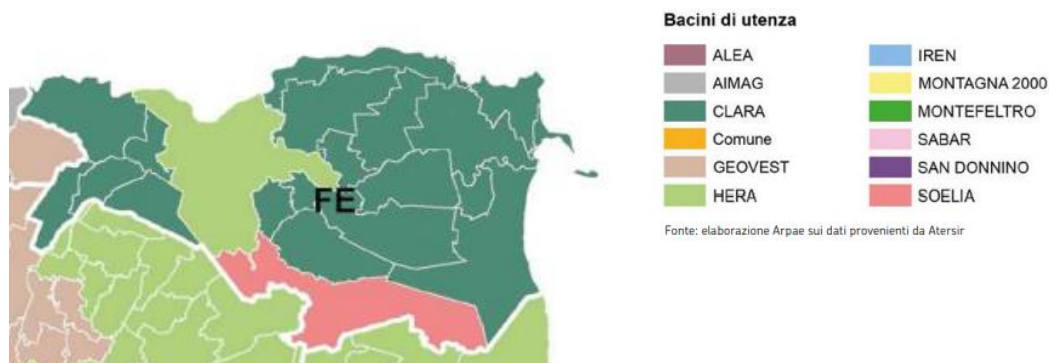 FE
Bacini di utenza
ALEA
AIMAG
CLARA
Comune
GEOVEST
HERA
IREN
MONTAGNA 2000
MONTEFELTRO
SABAR
SAN DONNINO
SOELIA
Fonte: elaborazione Arpae sui dati provenienti da Atersir